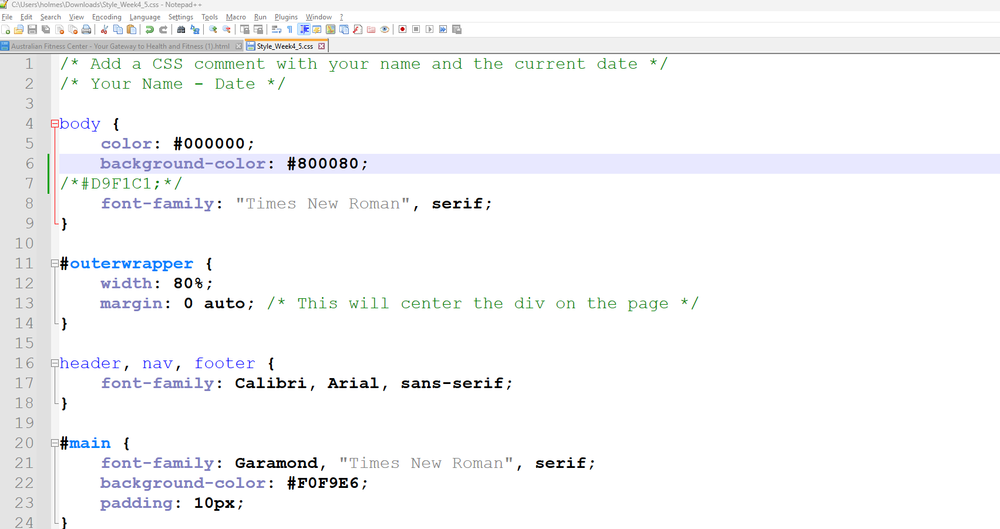 C:\Users\holmes\Downloads\Style_Week4_5.css - Notepad++
File Edit Search View Encoding Language Settings Tools Macro Run Plugins Window ?
Australian Fitness Center - Your Gateway to Health and Fitness (1).html Style_Week4_5.css
1 /* Add a CSS comment with your name and the current date */
2 /* Your Name - Date */
3
4 body {
5 color: #000000;
6 background-color: #800080;
7 /*#D9F1C1;*/
8 font-family: "Times New Roman", serif;
9 }
10
11 #outerwrapper {
12 width: 80%;
13 margin: 0 auto; /* This will center the div on the page */
14 }
15
16 header, nav, footer {
17 font-family: Calibri, Arial, sans-serif;
18 }
19
20 #main {
21 font-family: Garamond, "Times New Roman", serif;
22 background-color: #F0F9E6;
23 padding: 10px;
24 }